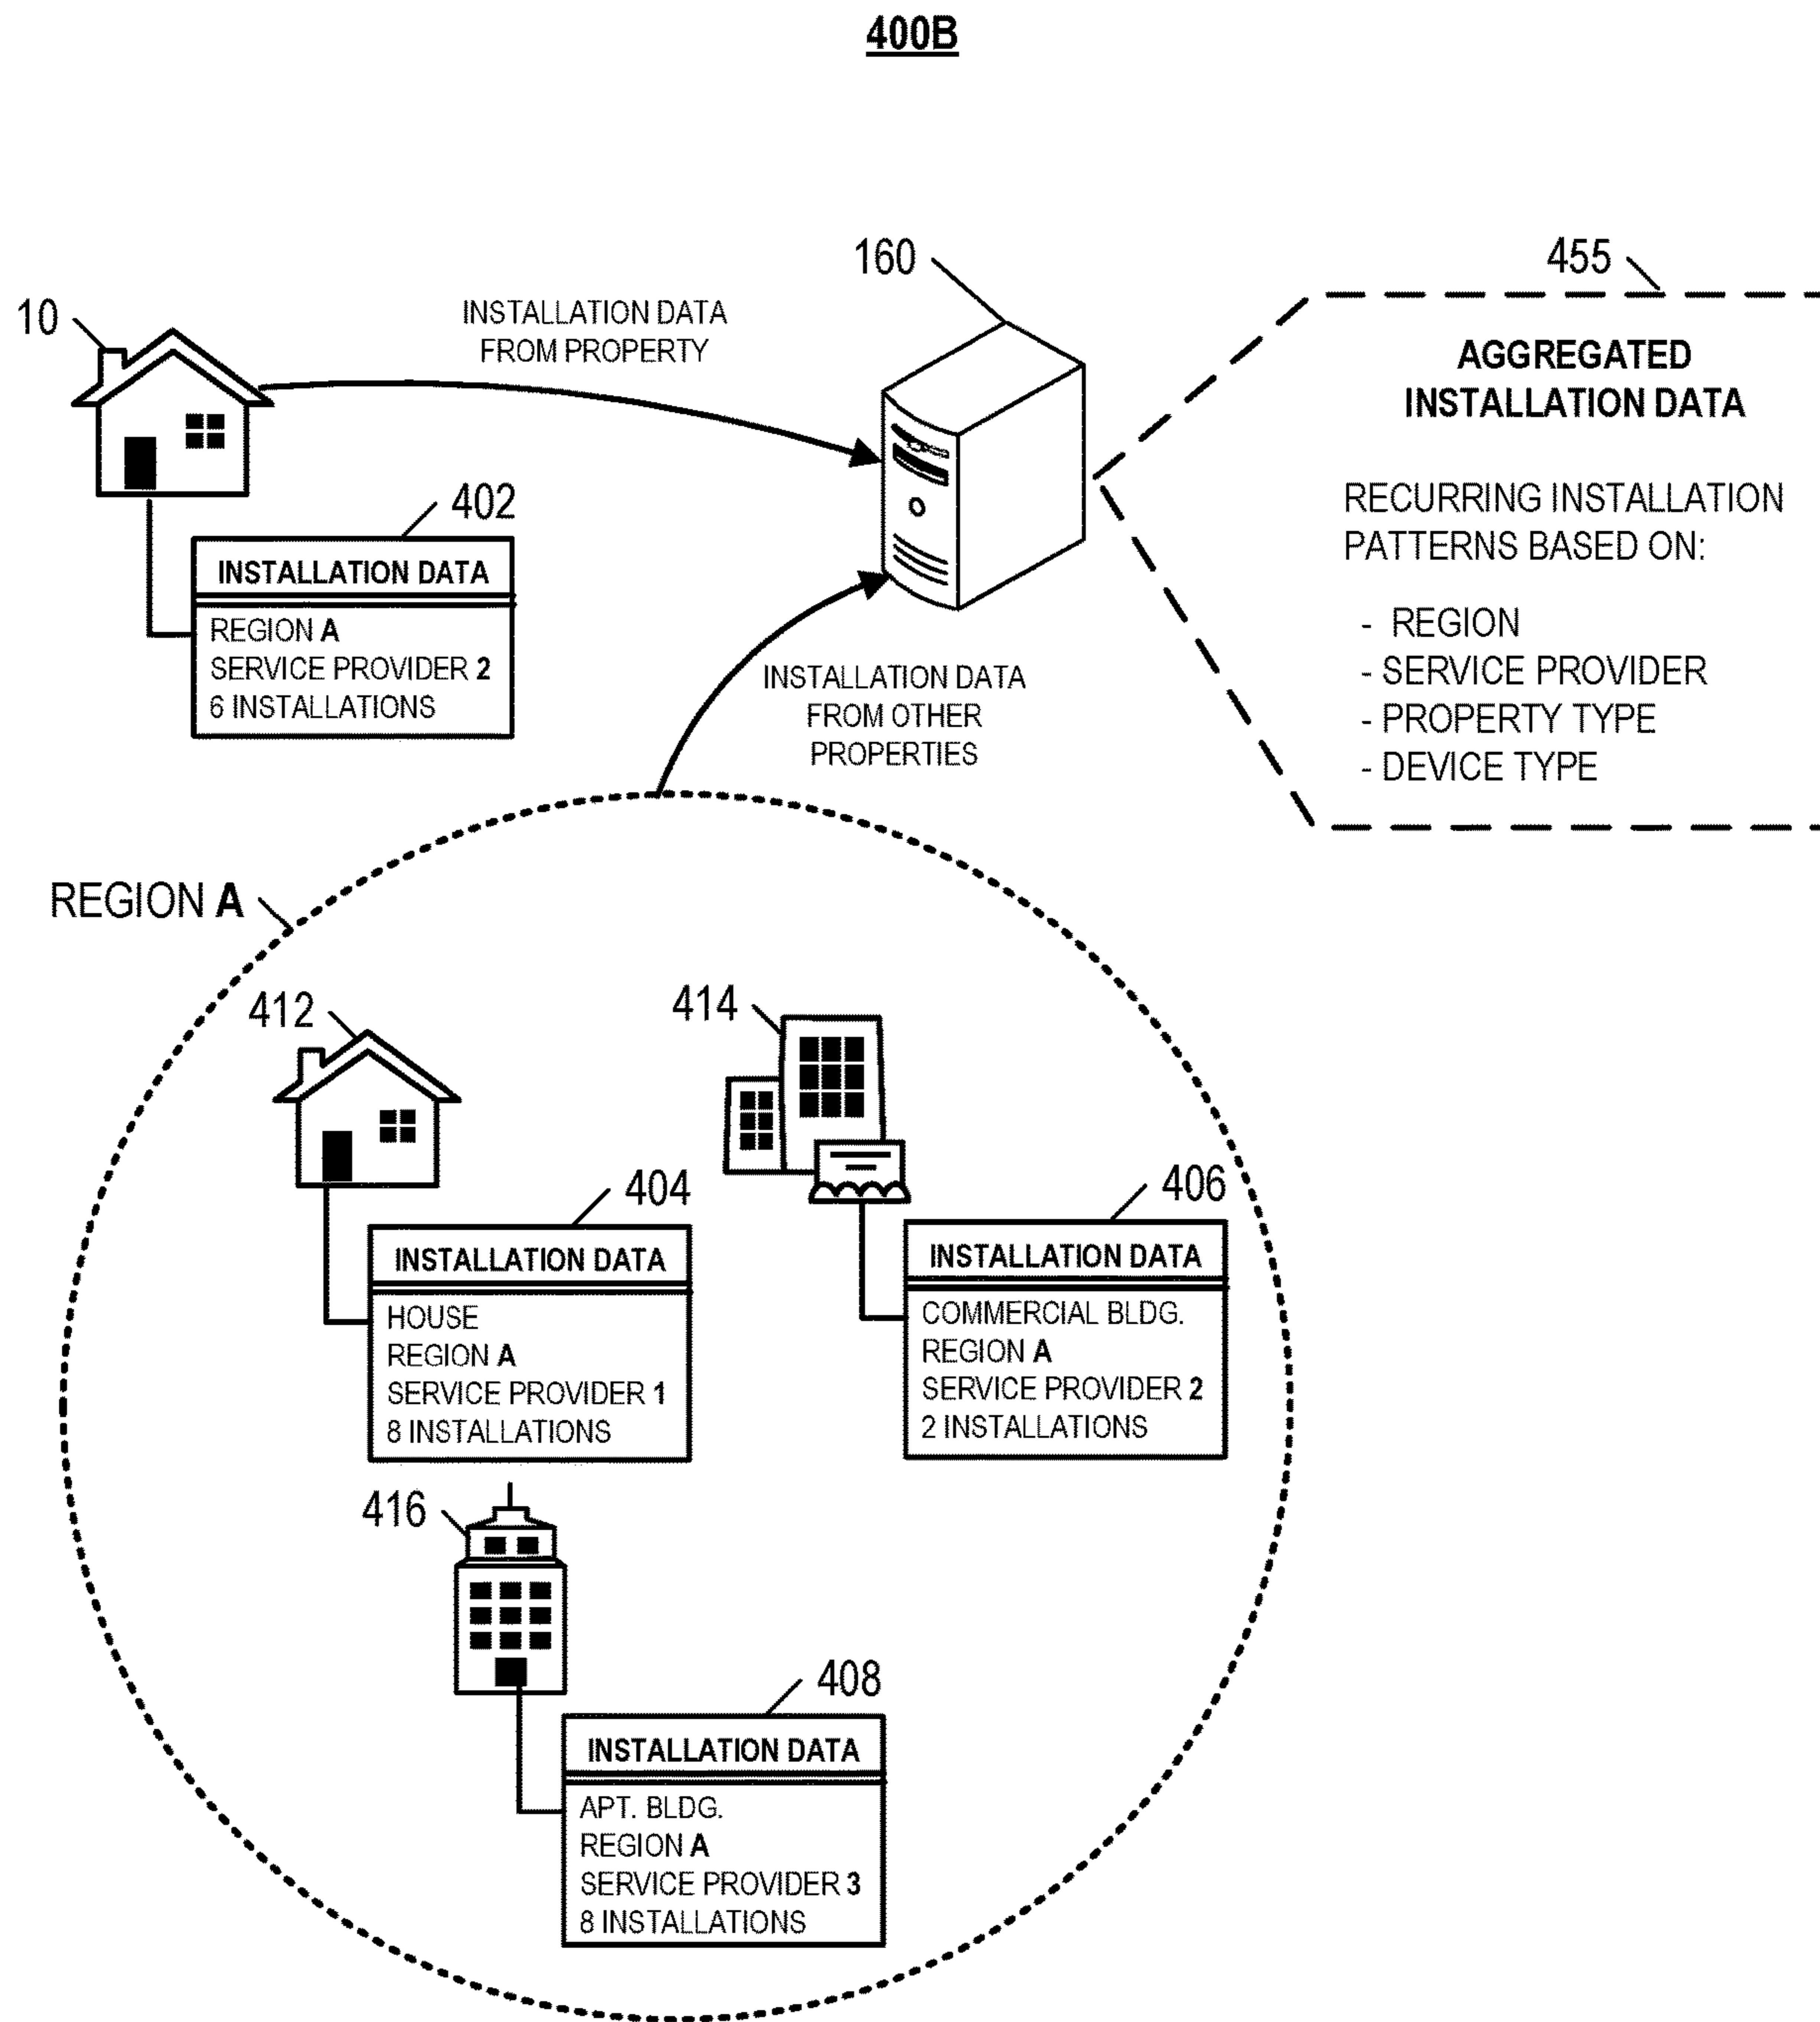 400B
160
455
10
INSTALLATION DATA
FROM PROPERTY
AGGREGATED
INSTALLATION DATA
RECURRING INSTALLATION
PATTERNS BASED ON:
- REGION
- SERVICE PROVIDER
- PROPERTY TYPE
- DEVICE TYPE
402
INSTALLATION DATA
REGION A
SERVICE PROVIDER 2
6 INSTALLATIONS
INSTALLATION DATA
FROM OTHER
PROPERTIES
REGION A
412
414
404
INSTALLATION DATA
HOUSE
REGION A
SERVICE PROVIDER 1
8 INSTALLATIONS
406
INSTALLATION DATA
COMMERCIAL BLDG.
REGION A
SERVICE PROVIDER 2
2 INSTALLATIONS
416
408
INSTALLATION DATA
APT. BLDG.
REGION A
SERVICE PROVIDER 3
8 INSTALLATIONS